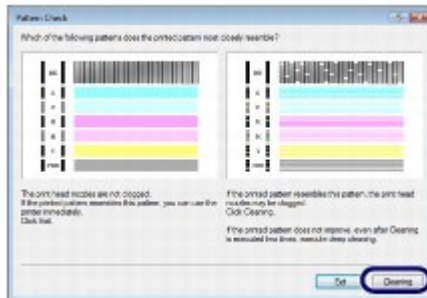 Pattern Check
Which of the following patterns does the printed pattern most closely resemble?
C
M
Y
The print head nozzles are not clogged.
If the printed pattern resembles this pattern, you can use the
printer immediately.
Click Exit.
If the printed pattern resembles this pattern, the print head
nozzles may be clogged.
Click Cleaning.
If the printed pattern does not improve, even after Cleaning
is executed two times, execute deep cleaning.
Exit
Cleaning